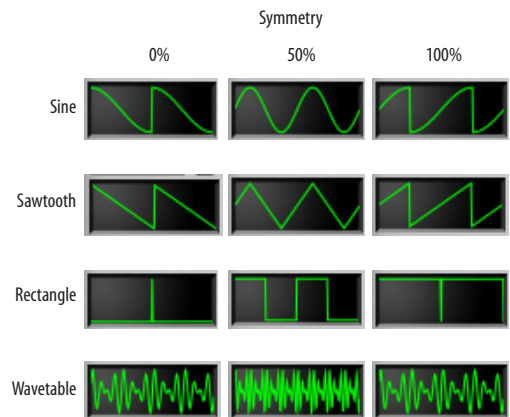 Symmetry
0% 50% 100%
Sine
Sawtooth
Rectangle
Wavetable